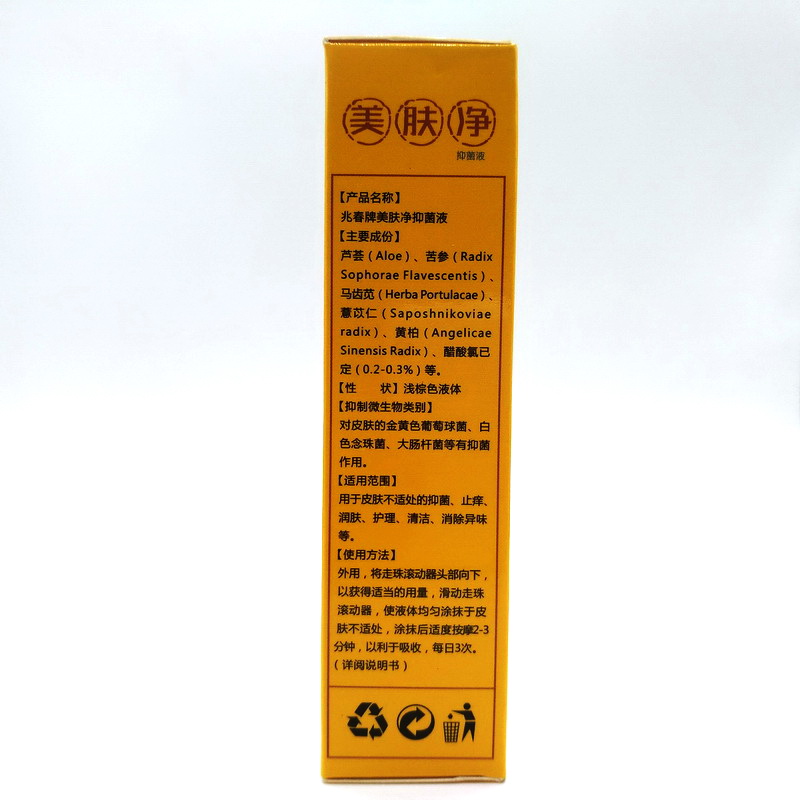 美肤净
抑菌液
【产品名称】
兆春牌美肤净抑菌液
【主要成份】
芦荟（Aloe）、苦参（Radix
Sophorae Flavescentis）、
马齿苋（Herba Portulacae）、
薏苡仁（Saposhnikoviae
radix）、黄柏（Angelicae
Sinensis Radix）、醋酸氯已
定（0.2-0.3%）等。
【性　　状】浅棕色液体
【抑制微生物类别】
对皮肤的金黄色葡萄球菌、白
色念珠菌、大肠杆菌等有抑菌
作用。
【适用范围】
用于皮肤不适处的抑菌、止痒、
润肤、护理、清洁、消除异味
等。
【使用方法】
外用，将走珠滚动器头部向下，
以获得适当的用量，滑动走珠
滚动器，使液体均匀涂抹于皮
肤不适处，涂抹后适度按摩2-3
分钟，以利于吸收，每日3次。
（详阅说明书）